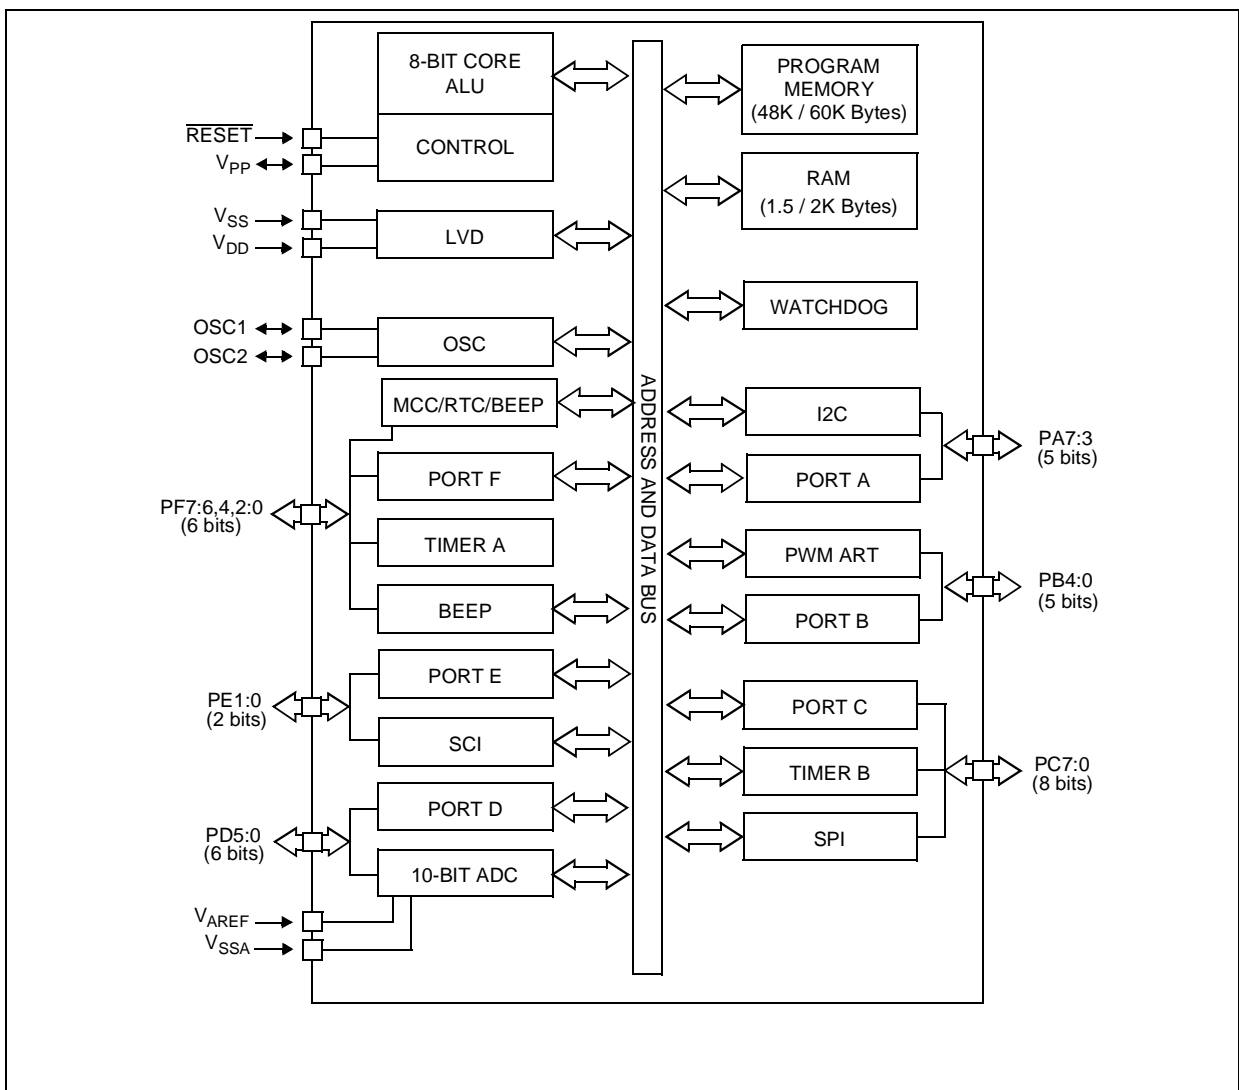 8-BIT CORE
ALU
CONTROL
RESET
VPP
VSS
VDD
LVD
OSC1
OSC2
OSC
MCC/RTC/BEEP
PORT F
PF7:6,4,2:0
(6 bits)
TIMER A
BEEP
PORT E
PE1:0
(2 bits)
SCI
PORT D
PD5:0
(6 bits)
10-BIT ADC
VAREF
VSSA
ADDRESS AND DATA BUS
PROGRAM
MEMORY
(48K / 60K Bytes)
RAM
(1.5 / 2K Bytes)
WATCHDOG
I2C
PA7:3
(5 bits)
PORT A
PWM ART
PB4:0
(5 bits)
PORT B
PORT C
TIMER B
PC7:0
(8 bits)
SPI